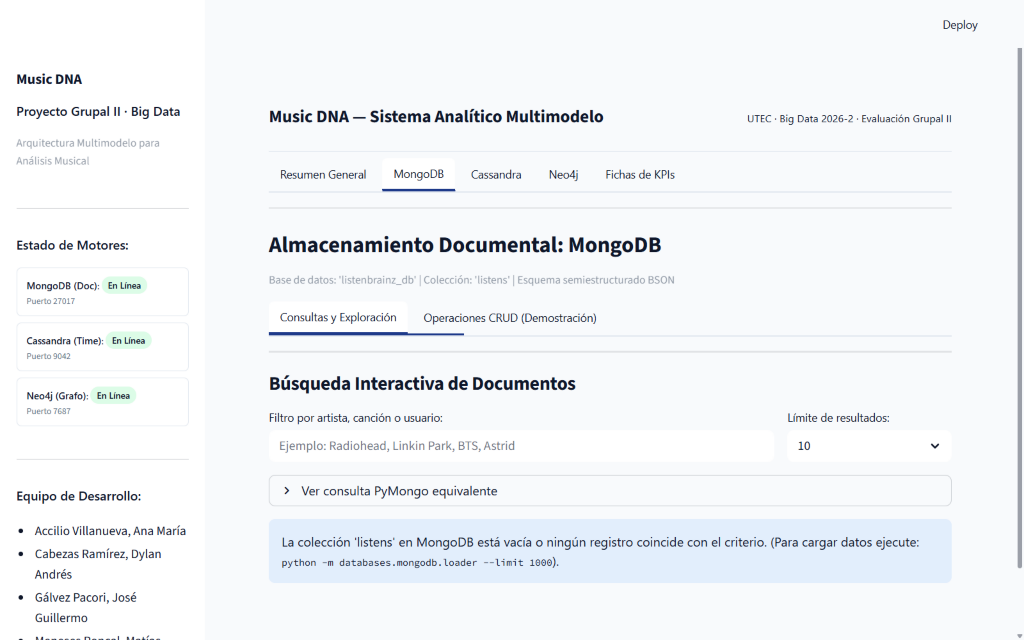 Deploy
Music DNA
Proyecto Grupal II · Big Data
Arquitectura Multimodelo para
Análisis Musical
Estado de Motores:
MongoDB (Doc): En Línea
Puerto 27017
Cassandra (Time): En Línea
Puerto 9042
Neo4j (Grafo): En Línea
Puerto 7687
Equipo de Desarrollo:
Accilio Villanueva, Ana María
Cabezas Ramírez, Dylan
Andrés
Gálvez Pacori, José
Guillermo
Music DNA — Sistema Analítico Multimodelo
UTEC · Big Data 2026-2 · Evaluación Grupal II
Resumen General MongoDB Cassandra Neo4j Fichas de KPIs
Almacenamiento Documental: MongoDB
Base de datos: 'listenbrainz_db' | Colección: 'listens' | Esquema semiestructurado BSON
Consultas y Exploración Operaciones CRUD (Demostración)
Búsqueda Interactiva de Documentos
Filtro por artista, canción o usuario: Límite de resultados:
Ejemplo: Radiohead, Linkin Park, BTS, Astrid 10
Ver consulta PyMongo equivalente
La colección 'listens' en MongoDB está vacía o ningún registro coincide con el criterio. (Para cargar datos ejecute:
python -m databases.mongodb.loader --limit 1000).